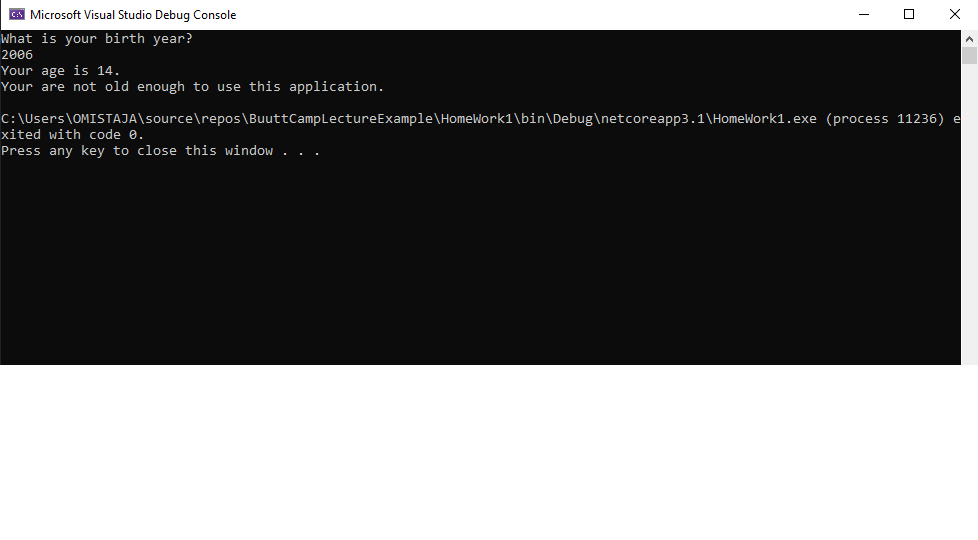 Microsoft Visual Studio Debug Console
What is your birth year?
2006
Your age is 14.
Your are not old enough to use this application.
C:\Users\OMISTAJA\source\repos\BuuttCampLectureExample\HomeWork1\bin\Debug\netcoreapp3.1\HomeWork1.exe (process 11236) e
xited with code 0.
Press any key to close this window . . .